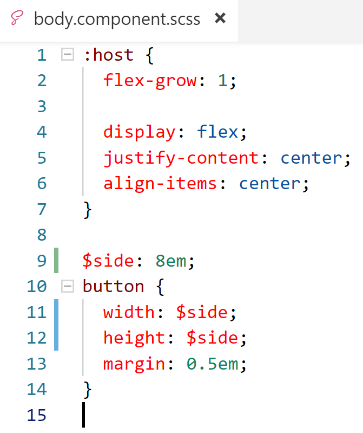 body.component.scss ×
1 :host {
2   flex-grow: 1;
3
4   display: flex;
5   justify-content: center;
6   align-items: center;
7 }
8
9 $side: 8em;
10 button {
11   width: $side;
12   height: $side;
13   margin: 0.5em;
14 }
15